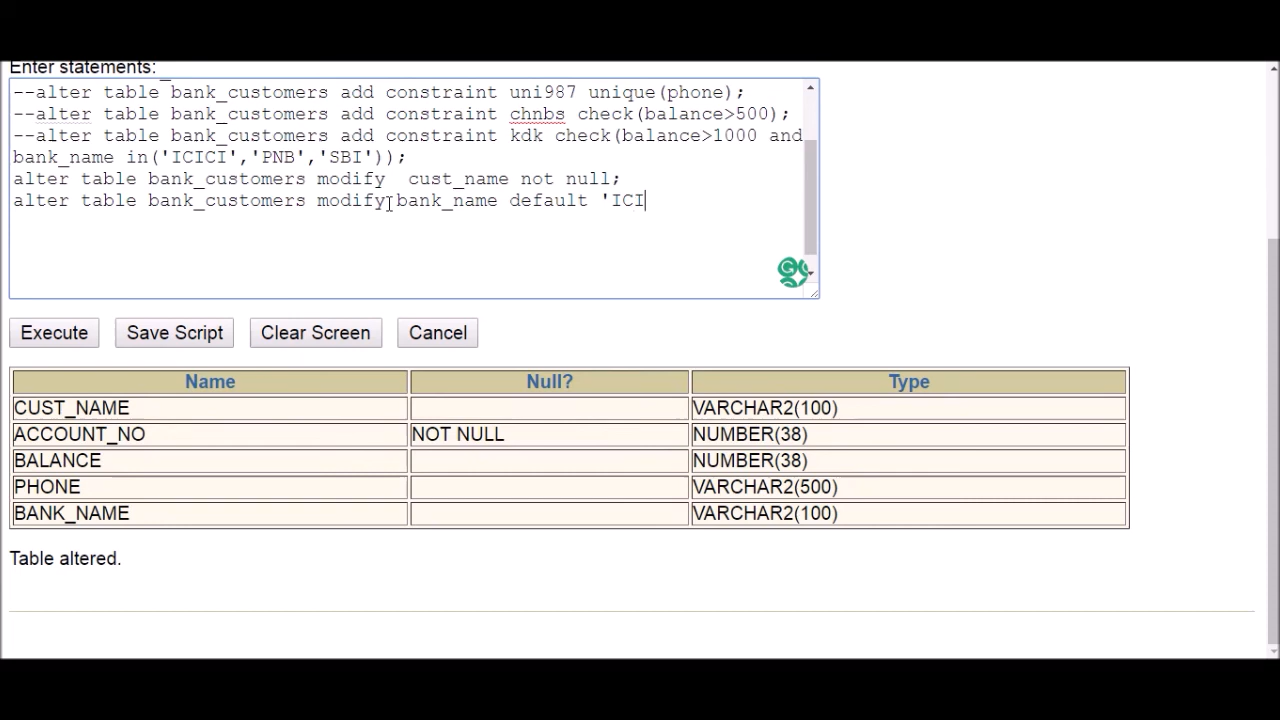 Enter statements:
--alter table bank_customers add constraint uni987 unique(phone);
--alter table bank_customers add constraint chnbs check(balance>500);
--alter table bank_customers add constraint kdk check(balance>1000 and
bank_name in('ICICI','PNB','SBI'));
alter table bank_customers modify  cust_name not null;
alter table bank_customers modify bank_name default 'ICI
Execute Save Script Clear Screen Cancel
Name Null? Type
CUST_NAME VARCHAR2(100)
ACCOUNT_NO NOT NULL NUMBER(38)
BALANCE NUMBER(38)
PHONE VARCHAR2(500)
BANK_NAME VARCHAR2(100)
Table altered.